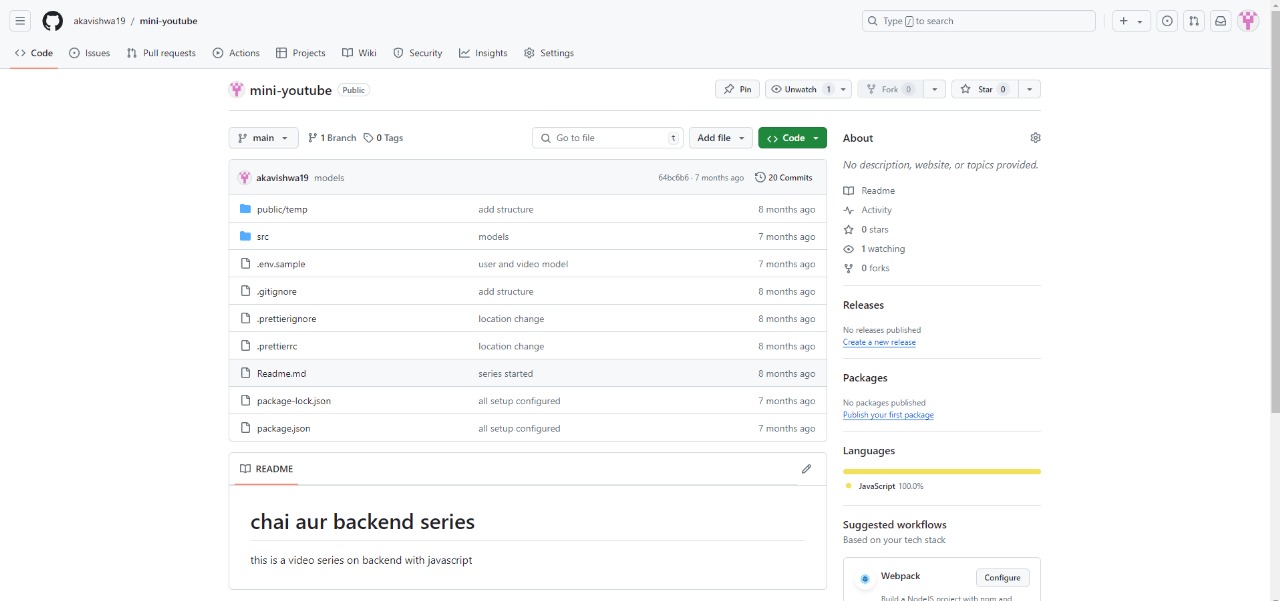 akavishwa19 / mini-youtube
Type / to search
Code Issues Pull requests Actions Projects Wiki Security Insights Settings
mini-youtube Public
Pin Unwatch 1 Fork 0 Star 0
main 1 Branch 0 Tags Go to file t Add file Code
akavishwa19 models 64bc6b6 · 7 months ago 20 Commits
public/temp add structure 8 months ago
src models 7 months ago
.env.sample user and video model 7 months ago
.gitignore add structure 8 months ago
.prettierignore location change 8 months ago
.prettierrc location change 8 months ago
Readme.md series started 8 months ago
package-lock.json all setup configured 7 months ago
package.json all setup configured 7 months ago
README
chai aur backend series
this is a video series on backend with javascript
About
No description, website, or topics provided.
Readme
Activity
0 stars
1 watching
0 forks
Releases
No releases published
Create a new release
Packages
No packages published
Publish your first package
Languages
JavaScript 100.0%
Suggested workflows
Based on your tech stack
Webpack Configure
Build a NodeJS project with npm and